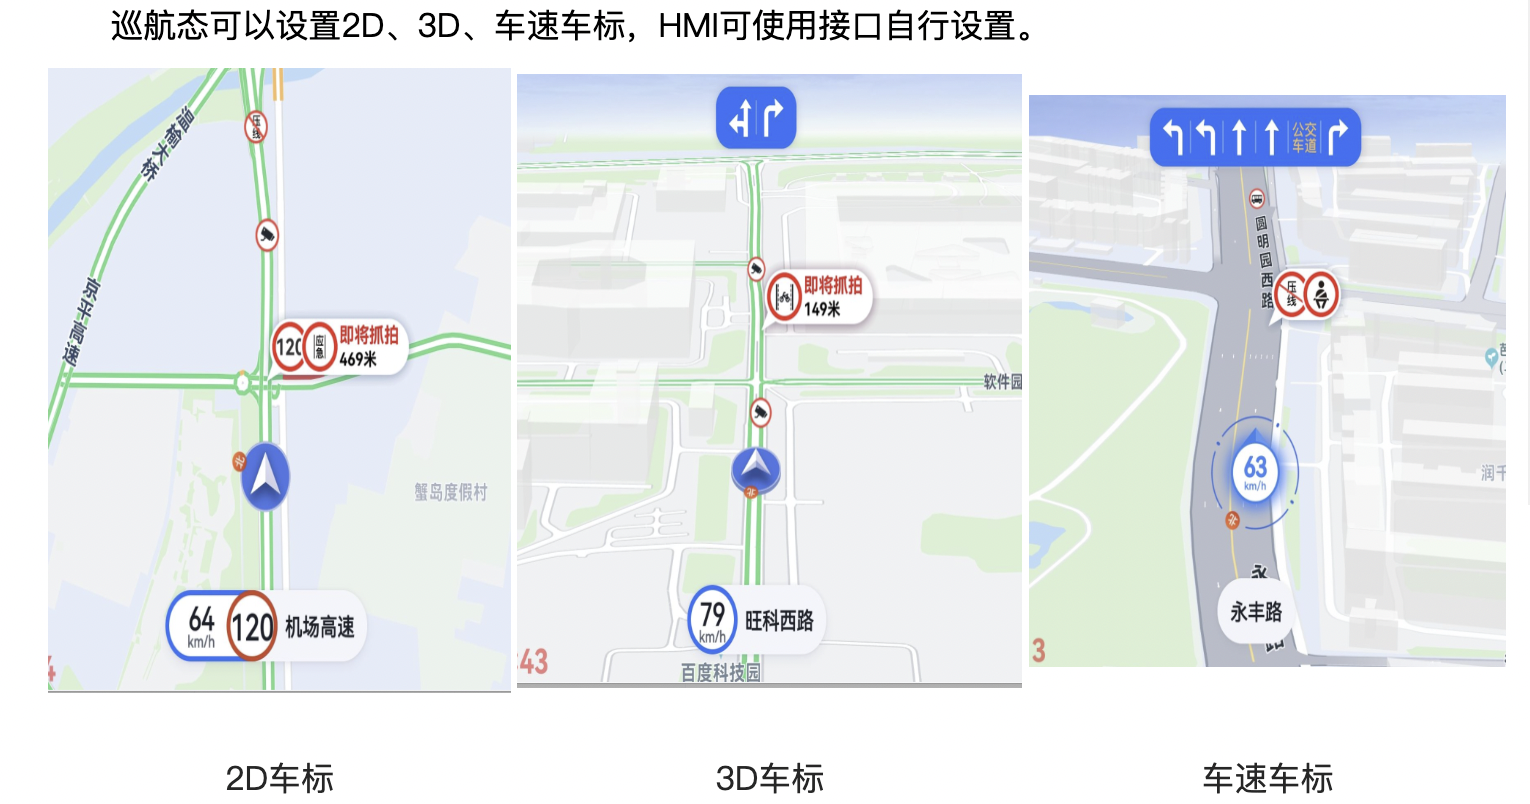 巡航态可以设置2D、3D、车速车标，HMI可使用接口自行设置。
温榆大桥
压线
京平高速
120
应急
即将抓拍
469米
蟹岛度假村
64
km/h
120
机场高速
即将抓拍
149米
软件园
79
km/h
旺科西路
43
百度科技园
公交车道
圆明园西路
压线
63
km/h
润千
永
永丰路
路
3
2D车标
3D车标
车速车标